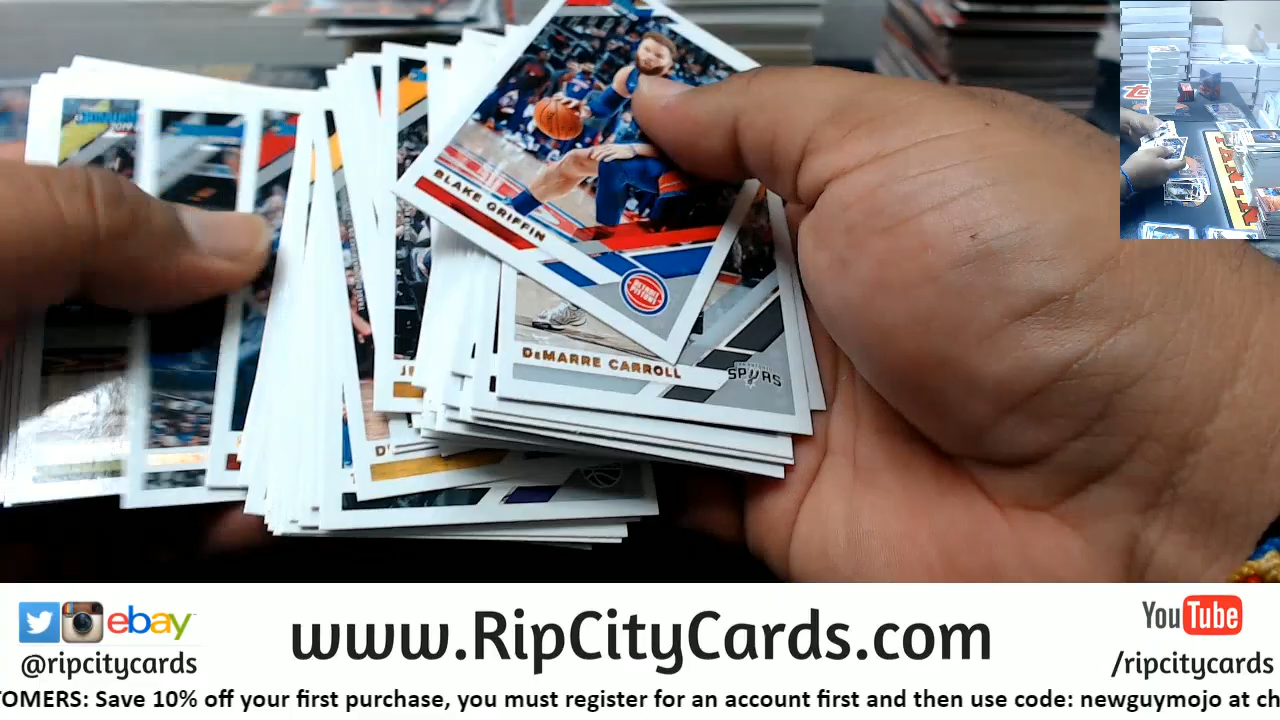 BLAKE GRIFFIN
DETROIT PISTONS
DeMARRE CARROLL
SPURS
ebay
@ripcitycards
www.RipCityCards.com
YouTube
/ripcitycards
TOMERS: Save 10% off your first purchase, you must register for an account first and then use code: newguymojo at ch